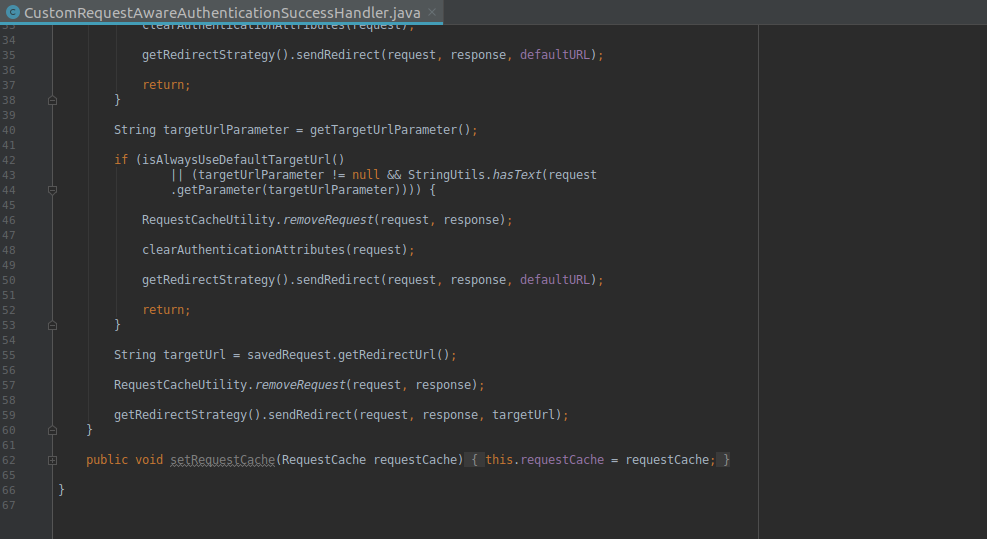 CustomRequestAwareAuthenticationSuccessHandler.java ×
33 clearAuthenticationAttributes(request);
34
35 getRedirectStrategy().sendRedirect(request, response, defaultURL);
36
37 return;
38 }
39
40 String targetUrlParameter = getTargetUrlParameter();
41
42 if (isAlwaysUseDefaultTargetUrl()
43 || (targetUrlParameter != null && StringUtils.hasText(request
44 .getParameter(targetUrlParameter)))) {
45
46 RequestCacheUtility.removeRequest(request, response);
47
48 clearAuthenticationAttributes(request);
49
50 getRedirectStrategy().sendRedirect(request, response, defaultURL);
51
52 return;
53 }
54
55 String targetUrl = savedRequest.getRedirectUrl();
56
57 RequestCacheUtility.removeRequest(request, response);
58
59 getRedirectStrategy().sendRedirect(request, response, targetUrl);
60 }
61
62 public void setRequestCache(RequestCache requestCache) { this.requestCache = requestCache; }
65
66 }
67